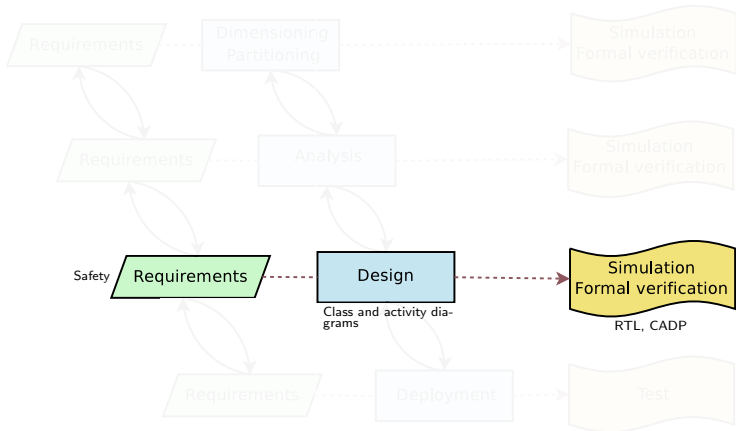 Requirements
Dimensioning
Partitioning
Simulation
Formal verification
Requirements
Analysis
Simulation
Formal verification
Safety
Requirements
Design
Simulation
Formal verification
Class and activity dia-
grams
RTL, CADP
Requirements
Deployment
Test